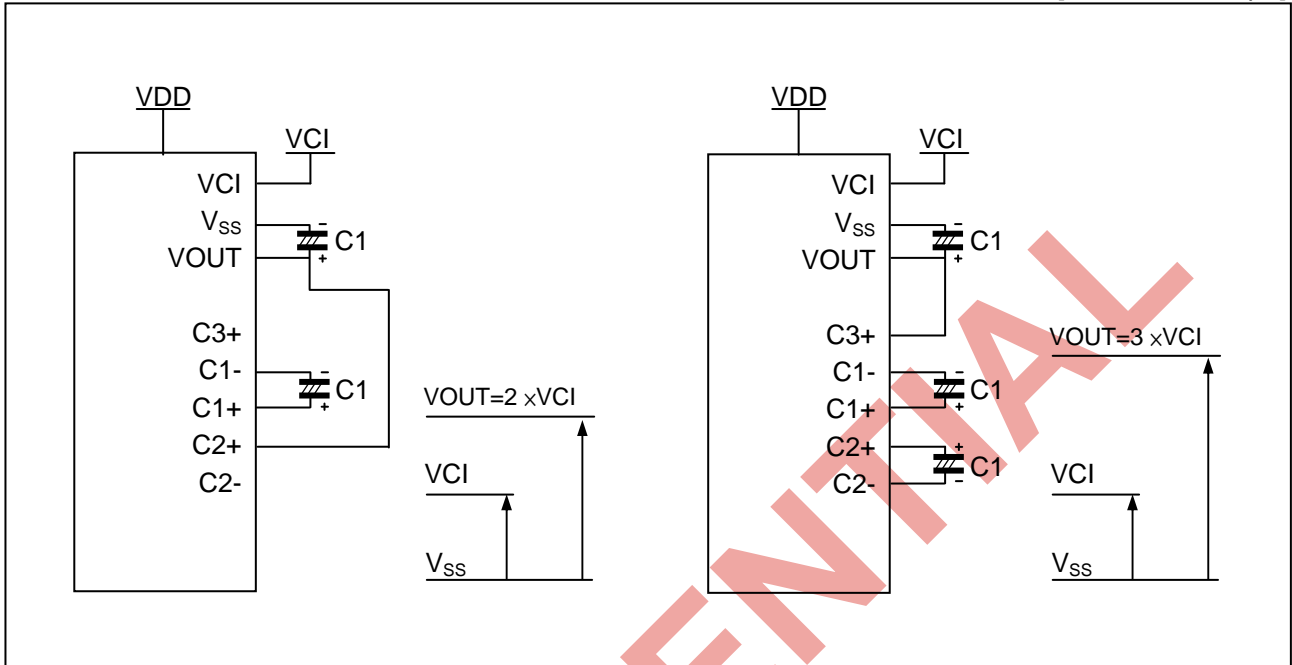 VDD
VCI
VCI
VSS
VOUT
- 
C1
+
C3+
C1-
C1+
C2+
C2-
-
C1
+
VOUT=2 ×VCI
VCI
VSS
VDD
VCI
VCI
VSS
VOUT
-
C1
+
C3+
C1-
C1+
C2+
C2-
-
C1
+
+
C1
-
VOUT=3 ×VCI
VCI
VSS
ENTIAL